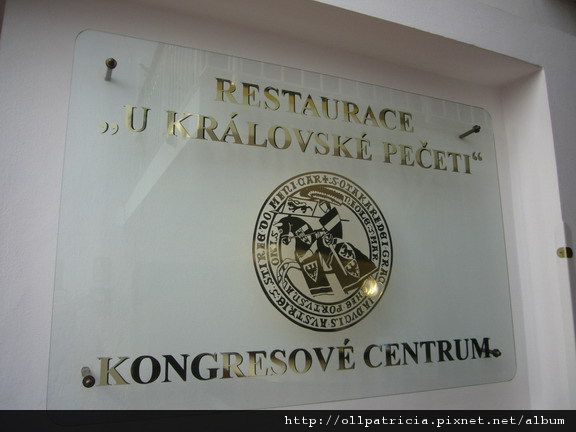 RESTAURACE
„U KRÁLOVSKÉ PEČETI“
KONGRESOVÉ CENTRUM
http://ollpatricia.pixnet.net/album